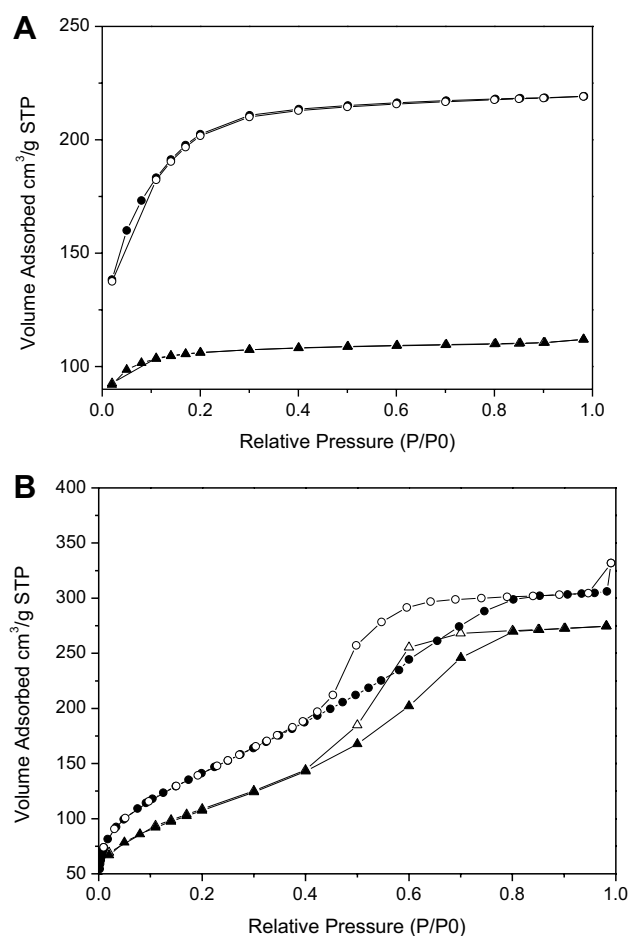 A
250
200
150
100
0.0 0.2 0.4 0.6 0.8 1.0
Volume Adsorbed cm³/g STP
Relative Pressure (P/P0)
B
400
350
300
250
200
150
100
50
0.0 0.2 0.4 0.6 0.8 1.0
Volume Adsorbed cm³/g STP
Relative Pressure (P/P0)